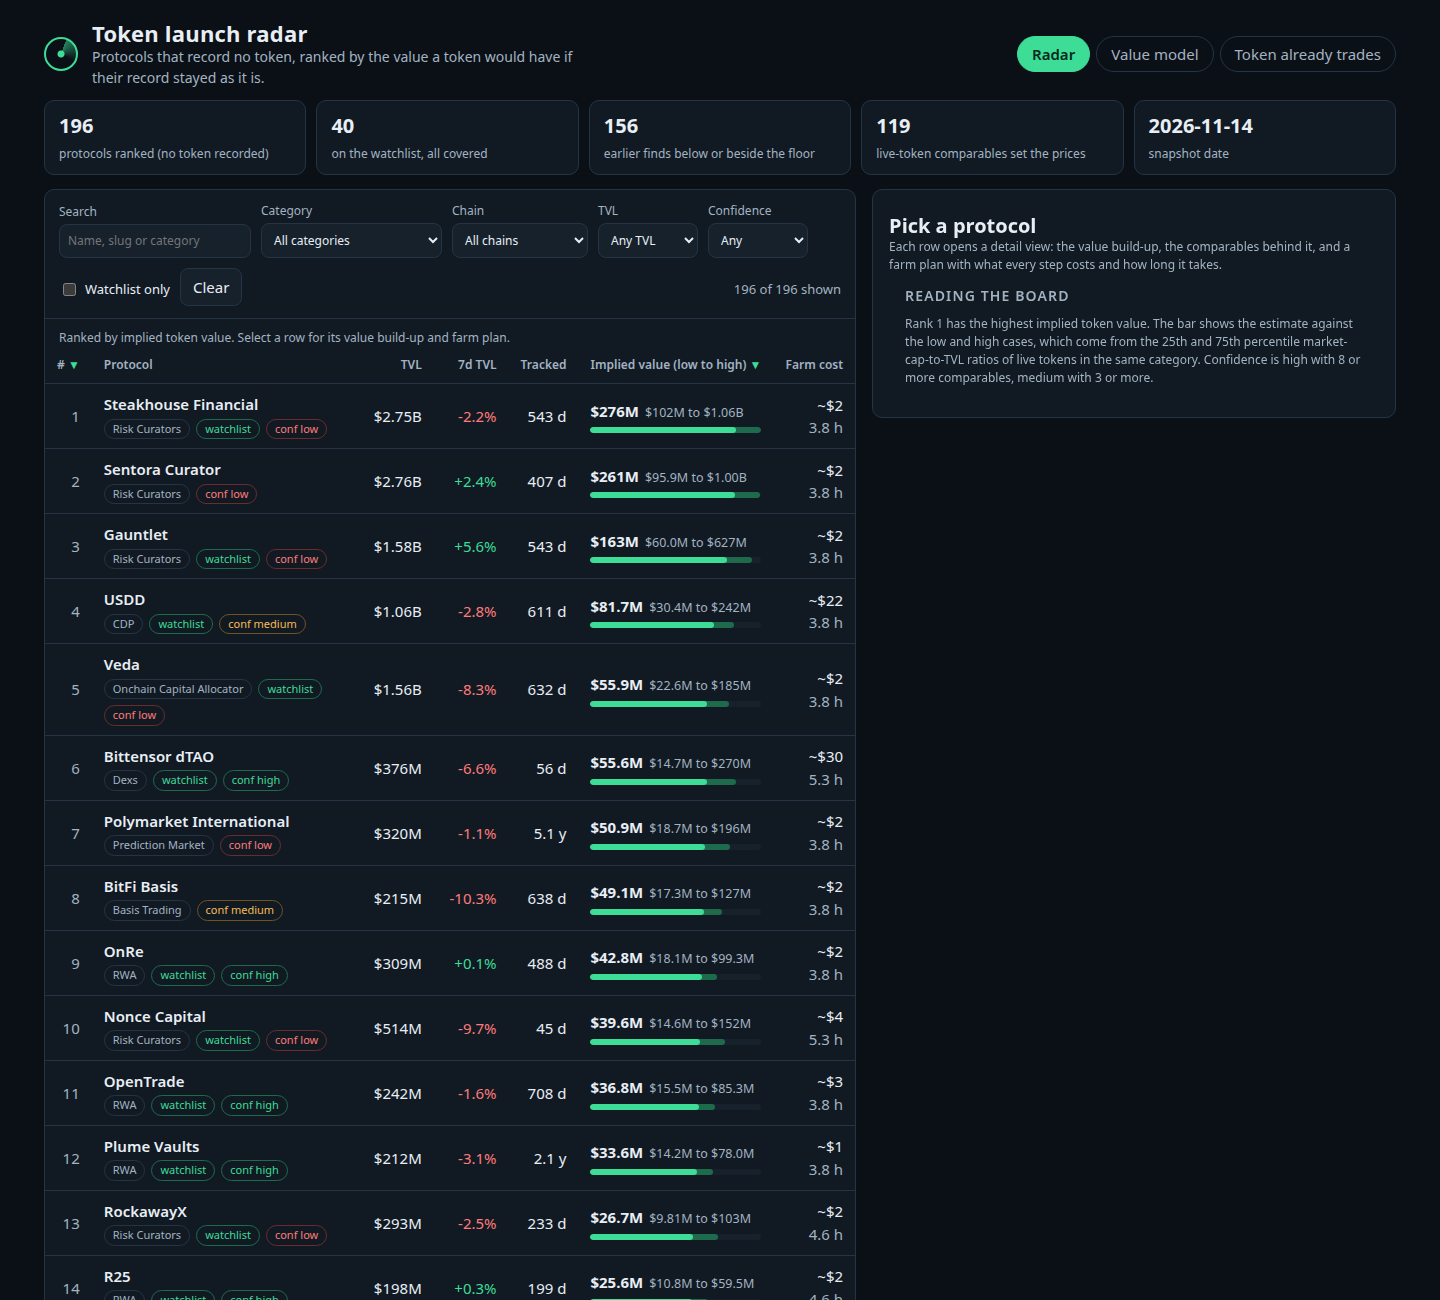 Token launch radar
Protocols that record no token, ranked by the value a token would have if
their record stayed as it is.
Radar
Value model
Token already trades
196
protocols ranked (no token recorded)
40
on the watchlist, all covered
156
earlier finds below or beside the floor
119
live-token comparables set the prices
2026-11-14
snapshot date
Search
Category
Chain
TVL
Confidence
Name, slug or category
All categories
All chains
Any TVL
Any
Watchlist only
Clear
196 of 196 shown
Ranked by implied token value. Select a row for its value build-up and farm plan.
# ▼ Protocol TVL 7d TVL Tracked Implied value (low to high) ▼ Farm cost
1 Steakhouse Financial $2.75B -2.2% 543 d $276M $102M to $1.06B ~$2
Risk Curators watchlist conf low 3.8 h
2 Sentora Curator $2.76B +2.4% 407 d $261M $95.9M to $1.00B ~$2
Risk Curators conf low 3.8 h
3 Gauntlet $1.58B +5.6% 543 d $163M $60.0M to $627M ~$2
Risk Curators watchlist conf low 3.8 h
4 USDD $1.06B -2.8% 611 d $81.7M $30.4M to $242M ~$22
CDP watchlist conf medium 3.8 h
5 Veda $1.56B -8.3% 632 d $55.9M $22.6M to $185M ~$2
Onchain Capital Allocator watchlist 3.8 h
conf low
6 Bittensor dTAO $376M -6.6% 56 d $55.6M $14.7M to $270M ~$30
Dexs watchlist conf high 5.3 h
7 Polymarket International $320M -1.1% 5.1 y $50.9M $18.7M to $196M ~$2
Prediction Market conf low 3.8 h
8 BitFi Basis $215M -10.3% 638 d $49.1M $17.3M to $127M ~$2
Basis Trading conf medium 3.8 h
9 OnRe $309M +0.1% 488 d $42.8M $18.1M to $99.3M ~$2
RWA watchlist conf high 3.8 h
10 Nonce Capital $514M -9.7% 45 d $39.6M $14.6M to $152M ~$4
Risk Curators watchlist conf low 5.3 h
11 OpenTrade $242M -1.6% 708 d $36.8M $15.5M to $85.3M ~$3
RWA watchlist conf high 3.8 h
12 Plume Vaults $212M -3.1% 2.1 y $33.6M $14.2M to $78.0M ~$1
RWA watchlist conf high 3.8 h
13 RockawayX $293M -2.5% 233 d $26.7M $9.81M to $103M ~$2
Risk Curators watchlist conf low 4.6 h
14 R25 $198M +0.3% 199 d $25.6M $10.8M to $59.5M ~$2
RWA watchlist conf high 4.6 h
Pick a protocol
Each row opens a detail view: the value build-up, the comparables behind it, and a
farm plan with what every step costs and how long it takes.
READING THE BOARD
Rank 1 has the highest implied token value. The bar shows the estimate against
the low and high cases, which come from the 25th and 75th percentile market-
cap-to-TVL ratios of live tokens in the same category. Confidence is high with 8 or
more comparables, medium with 3 or more.